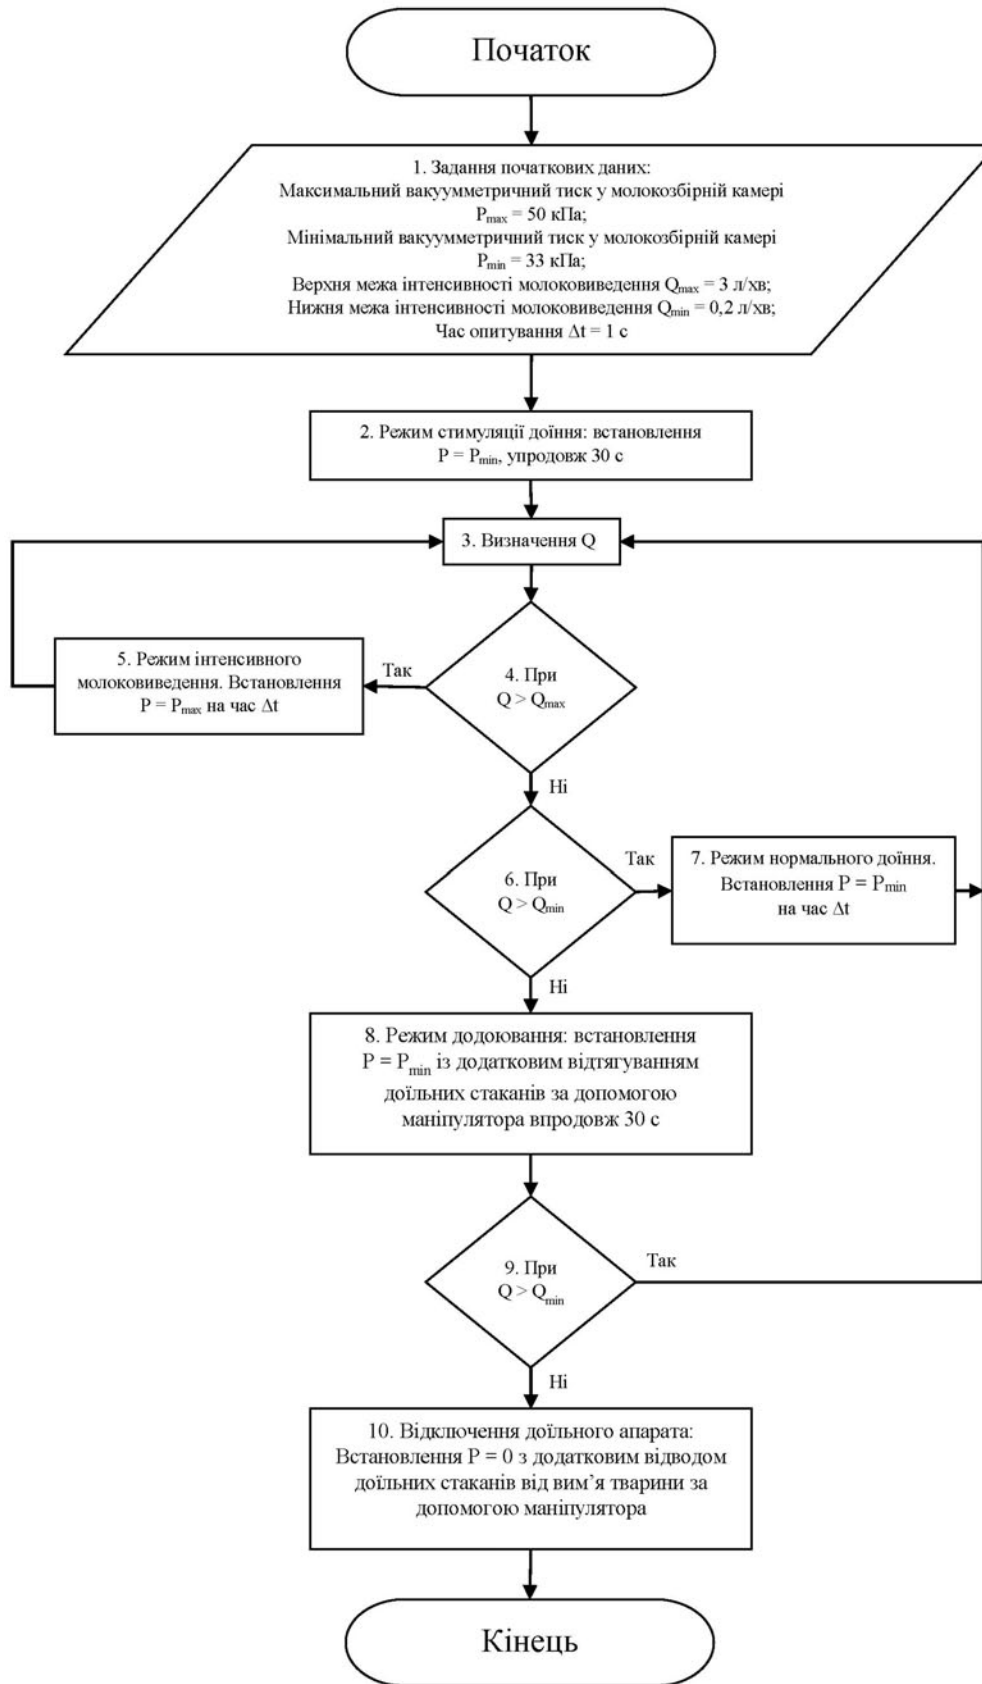 Початок
1. Задання початкових даних:
Максимальний вакуумметричний тиск у молокозбірній камері
Pmax = 50 кПа;
Мінімальний вакуумметричний тиск у молокозбірній камері
Pmin = 33 кПа;
Верхня межа інтенсивності молоковиведення Qmax = 3 л/хв;
Нижня межа інтенсивності молоковиведення Qmin = 0,2 л/хв;
Час опитування Δt = 1 с
2. Режим стимуляції доїння: встановлення
P = Pmin, упродовж 30 с
3. Визначення Q
4. При
Q > Qmax
Так
5. Режим інтенсивного
молоковиведення. Встановлення
P = Pmax на час Δt
Ні
6. При
Q > Qmin
Так
7. Режим нормального доїння.
Встановлення P = Pmin
на час Δt
Ні
8. Режим додоювання: встановлення
P = Pmin із додатковим відтягуванням
доїльних стаканів за допомогою
маніпулятора впродовж 30 с
9. При
Q > Qmin
Так
Ні
10. Відключення доїльного апарата:
Встановлення P = 0 з додатковим відводом
доїльних стаканів від вим’я тварини за
допомогою маніпулятора
Кінець